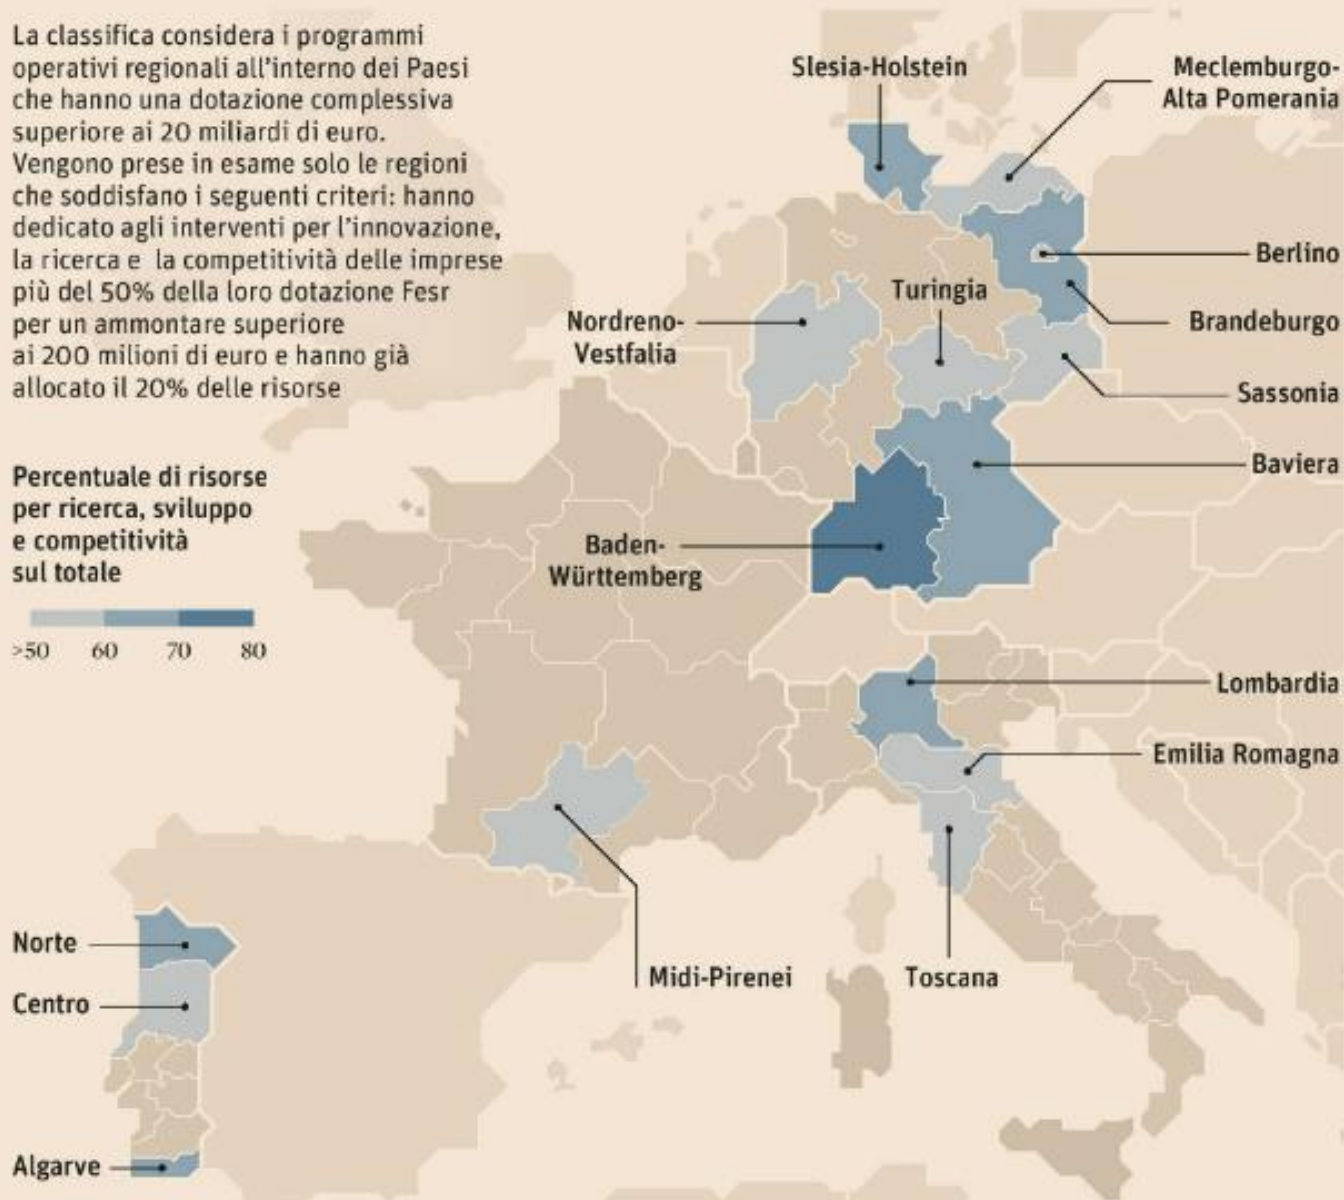 La classifica considera i programmi
operativi regionali all'interno dei Paesi
che hanno una dotazione complessiva
superiore ai 20 miliardi di euro.
Vengono prese in esame solo le regioni
che soddisfano i seguenti criteri: hanno
dedicato agli interventi per l'innovazione,
la ricerca e la competitività delle imprese
più del 50% della loro dotazione Fesr
per un ammontare superiore
ai 200 milioni di euro e hanno già
allocato il 20% delle risorse
Percentuale di risorse
per ricerca, sviluppo
e competitività
sul totale
>50 60 70 80
Slesia-Holstein
Meclemburgo-
Alta Pomerania
Berlino
Turingia
Nordreno-
Vestfalia
Brandeburgo
Sassonia
Baviera
Baden-
Württemberg
Lombardia
Emilia Romagna
Norte
Midi-Pirenei
Toscana
Centro
Algarve